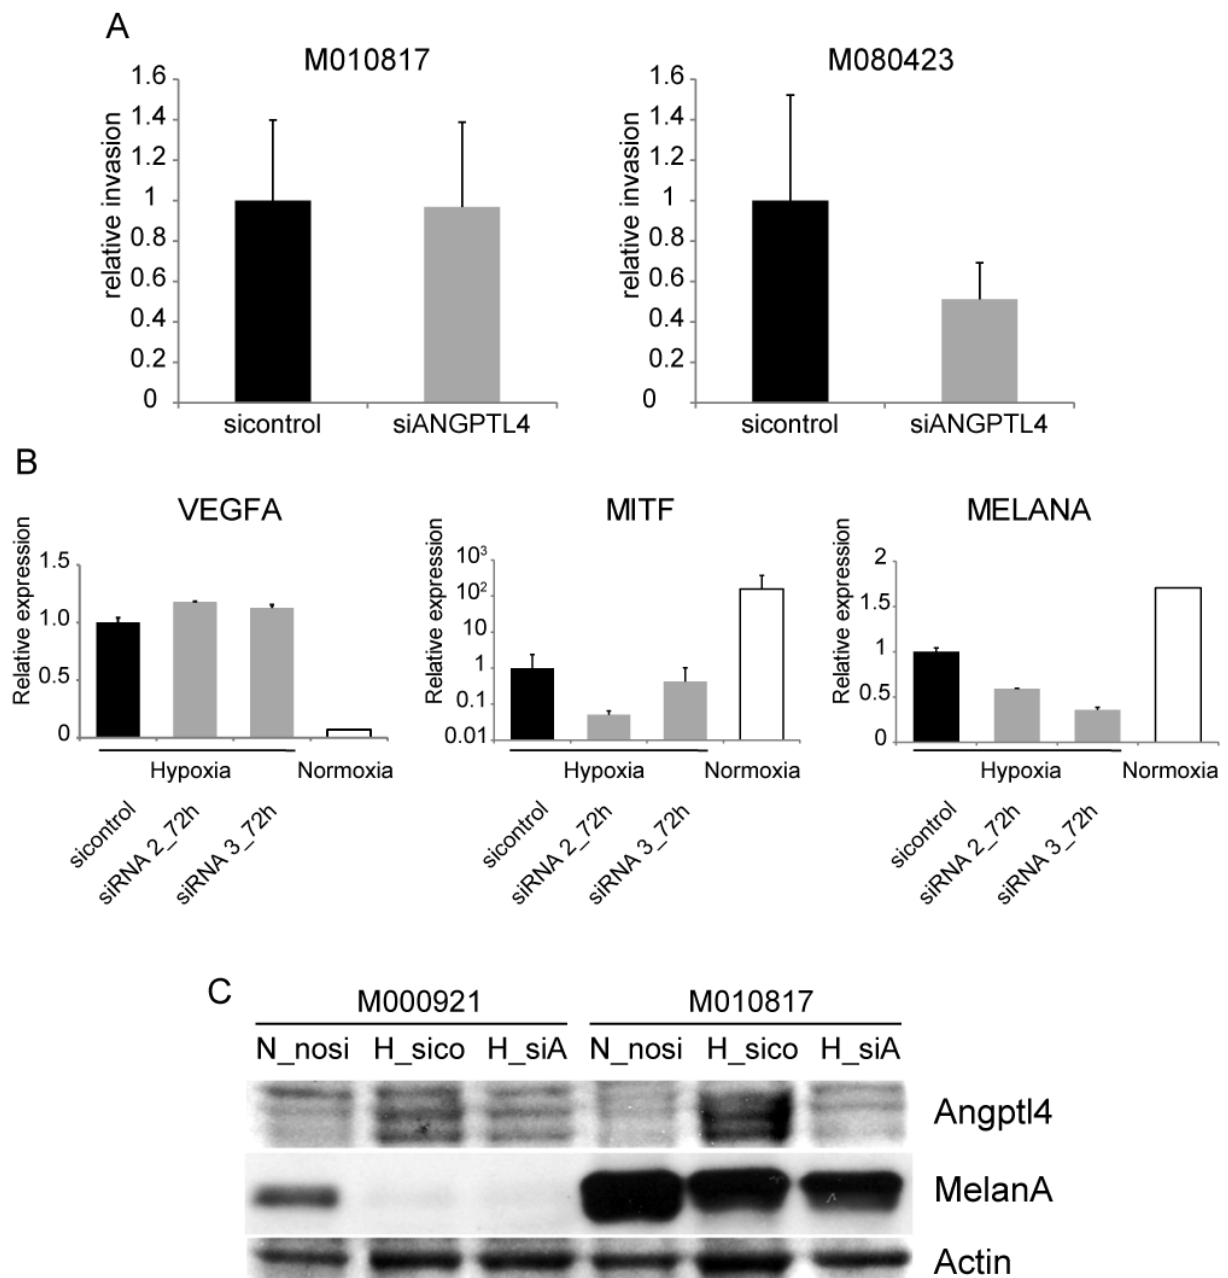 A
M010817
M080423
relative invasion
1.6
1.4
1.2
1
0.8
0.6
0.4
0.2
0
sicontrol
siANGPTL4
relative invasion
1.6
1.4
1.2
1
0.8
0.6
0.4
0.2
0
sicontrol
siANGPTL4
B
VEGFA
Relative expression
1.5
1.0
0.5
0
Hypoxia
Normoxia
sicontrol
siRNA 2_72h
siRNA 3_72h
MITF
Relative expression
10³
10²
10
1
0.1
0.01
Hypoxia
Normoxia
sicontrol
siRNA 2_72h
siRNA 3_72h
MELANA
Relative expression
2
1.5
1
0.5
0
Hypoxia
Normoxia
sicontrol
siRNA 2_72h
siRNA 3_72h
C
M000921
M010817
N_nosi H_sico H_siA N_nosi H_sico H_siA
Angptl4
MelanA
Actin